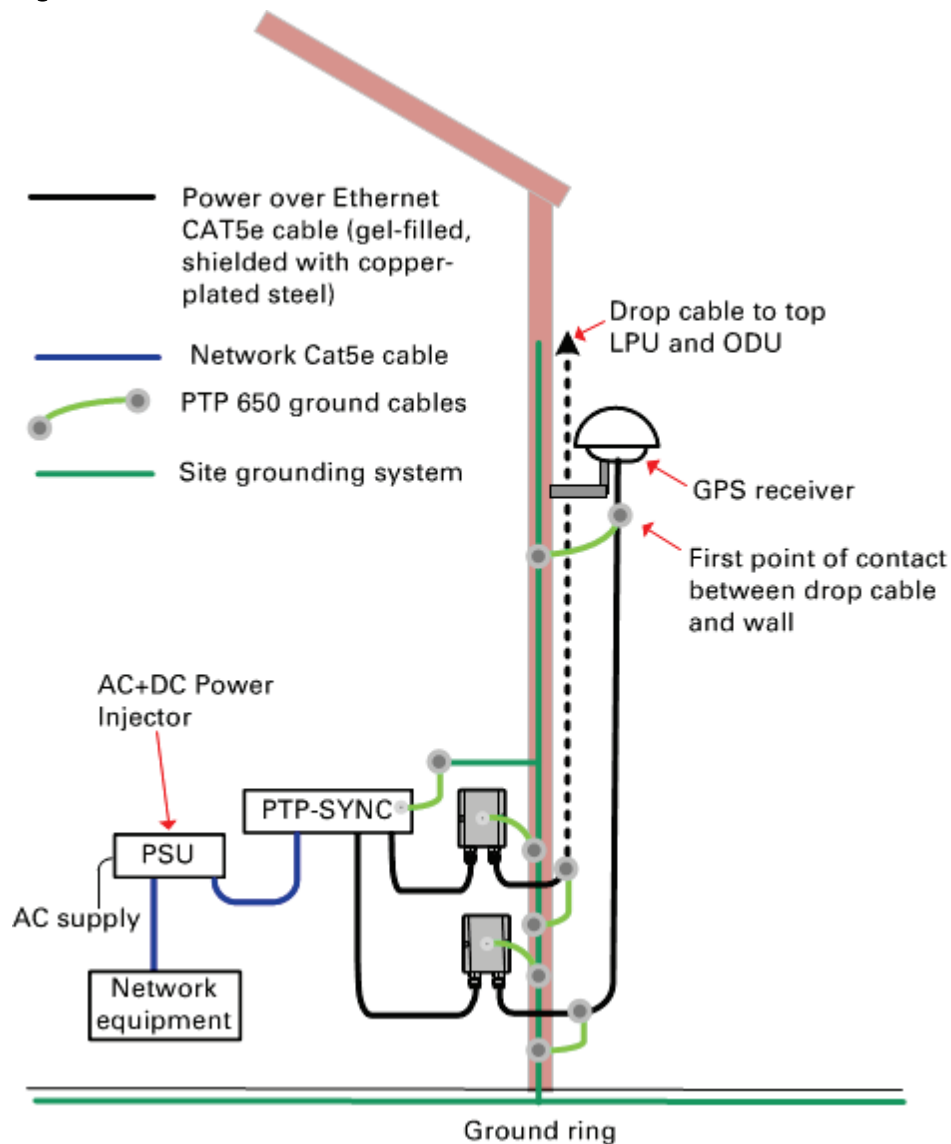 Power over Ethernet
CAT5e cable (gel-filled,
shielded with copper-
plated steel)
Network Cat5e cable
PTP 650 ground cables
Site grounding system
Drop cable to top
LPU and ODU
GPS receiver
First point of contact
between drop cable
and wall
AC+DC Power
Injector
PTP-SYNC
PSU
AC supply
Network
equipment
Ground ring